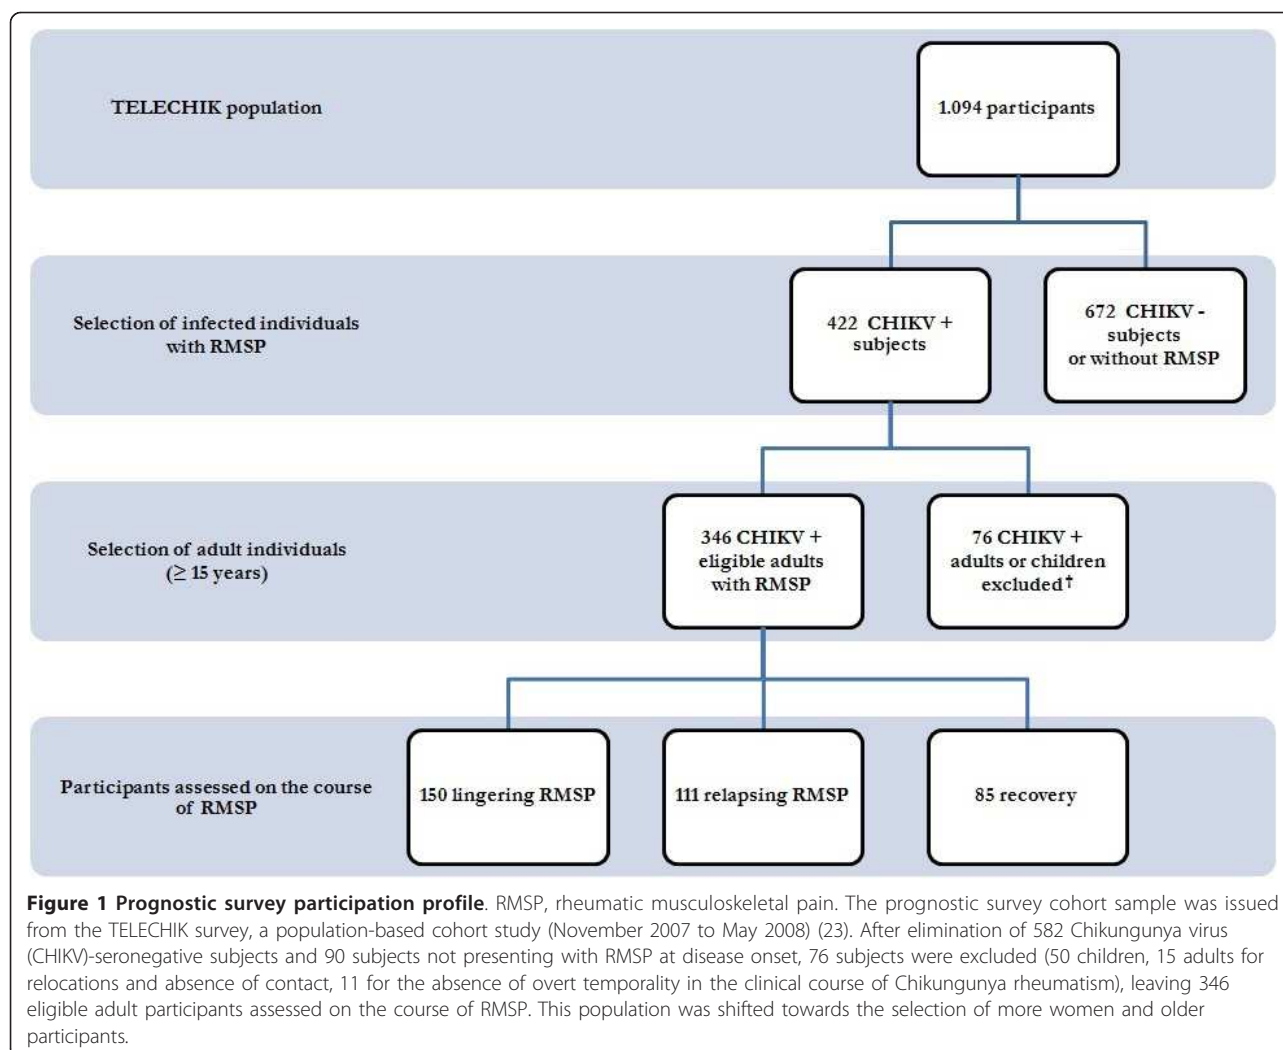 TELECHIK population
1.094 participants
Selection of infected individuals
with RMSP
422 CHIKV +
subjects
672 CHIKV -
subjects
or without RMSP
Selection of adult individuals
(≥ 15 years)
346 CHIKV +
eligible adults
with RMSP
76 CHIKV +
adults or children
excluded†
Participants assessed on the course
of RMSP
150 lingering RMSP
111 relapsing RMSP
85 recovery
Figure 1 Prognostic survey participation profile. RMSP, rheumatic musculoskeletal pain. The prognostic survey cohort sample was issued
from the TELECHIK survey, a population-based cohort study (November 2007 to May 2008) (23). After elimination of 582 Chikungunya virus
(CHIKV)-seronegative subjects and 90 subjects not presenting with RMSP at disease onset, 76 subjects were excluded (50 children, 15 adults for
relocations and absence of contact, 11 for the absence of overt temporality in the clinical course of Chikungunya rheumatism), leaving 346
eligible adult participants assessed on the course of RMSP. This population was shifted towards the selection of more women and older
participants.